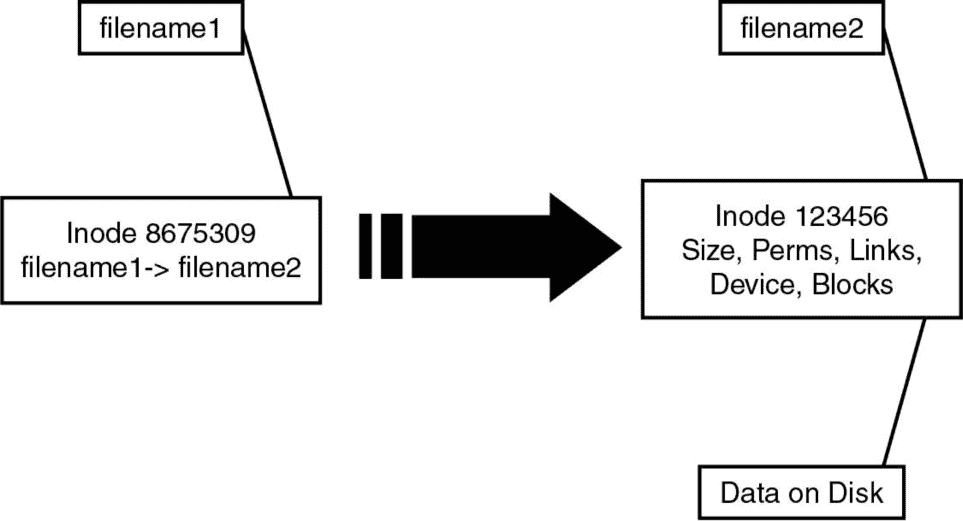 filename1
filename2
Inode 8675309
filename1-> filename2
Inode 123456
Size, Perms, Links,
Device, Blocks
Data on Disk